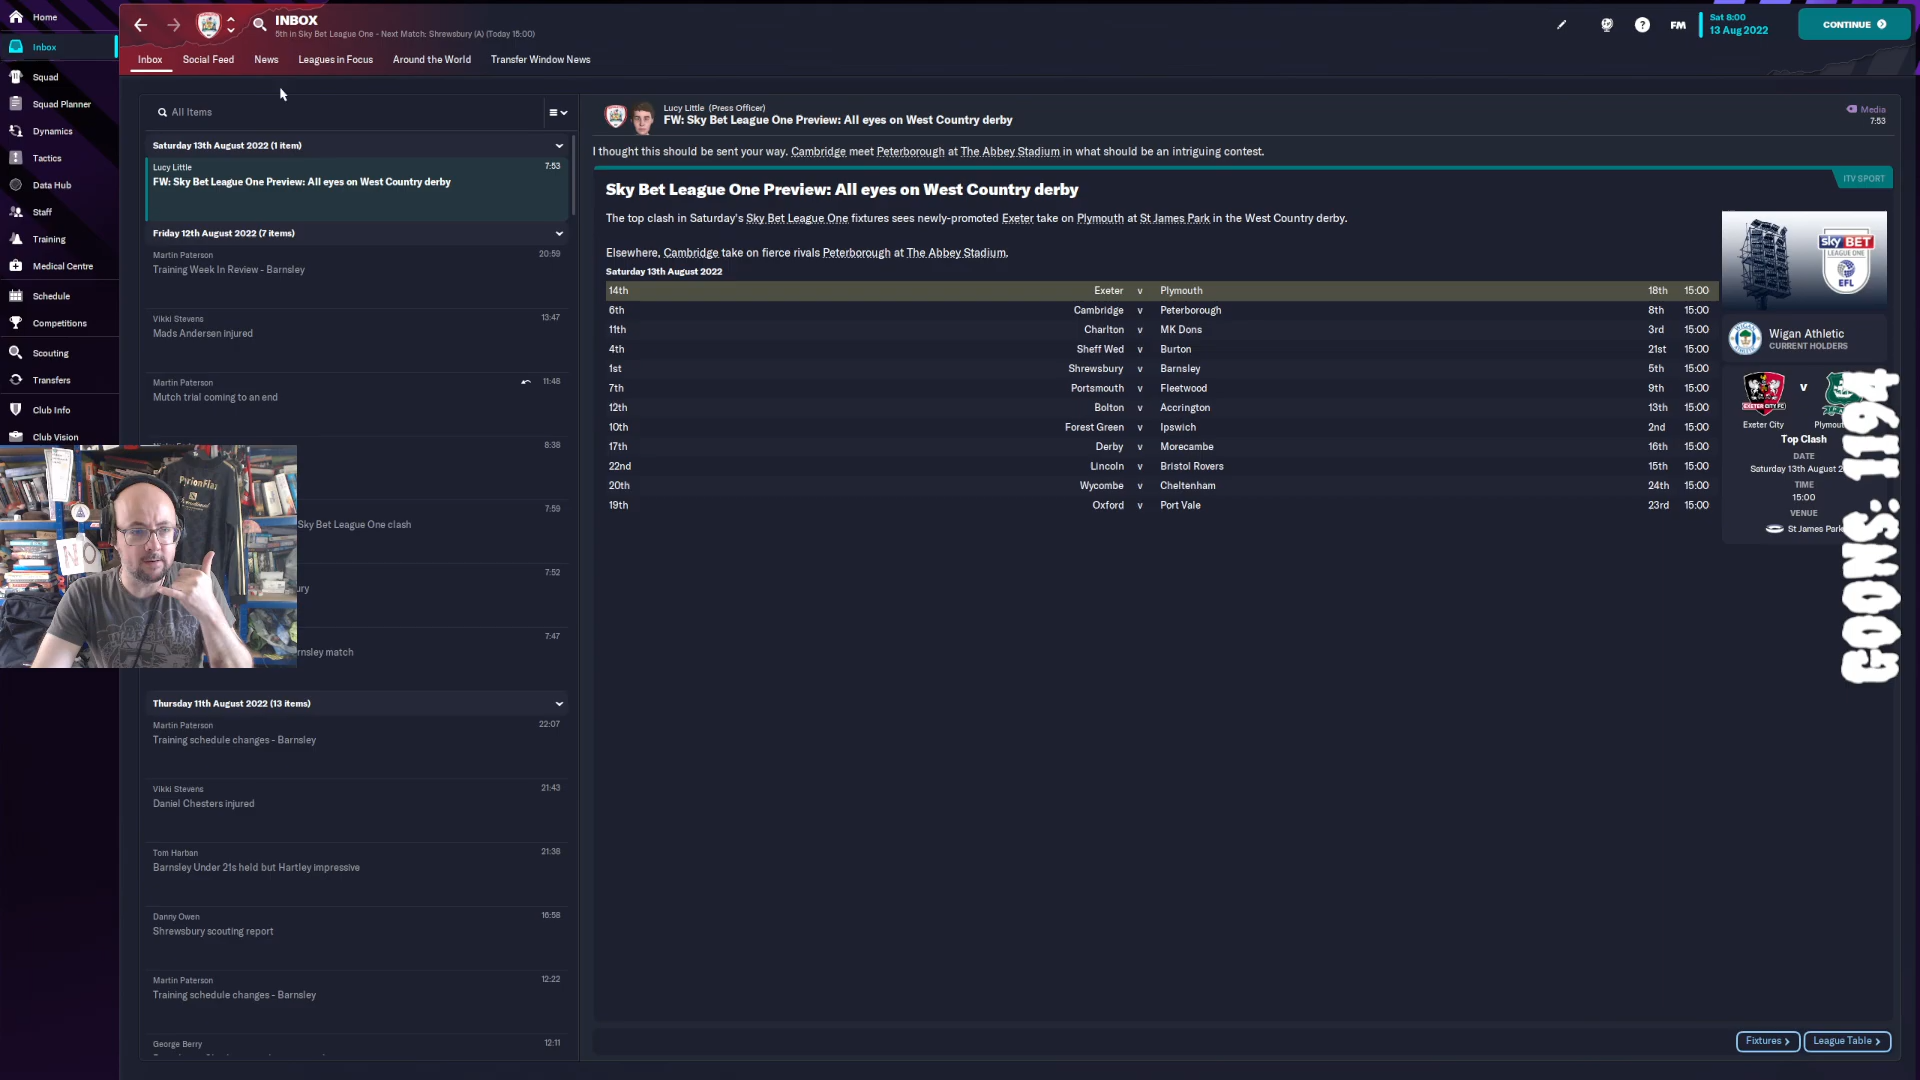 Home
Inbox
Squad
Squad Planner
Dynamics
Tactics
Data Hub
Staff
Training
Medical Centre
Schedule
Competitions
Scouting
Transfers
Club Info
Club Vision
INBOX
5th in Sky Bet League One - Next Match: Shrewsbury (A) (Today 15:00)
FM
Sat 8:00
13 Aug 2022
CONTINUE
Inbox Social Feed News Leagues in Focus Around the World Transfer Window News
All Items
Saturday 13th August 2022 (1 item)
Lucy Little 7:53
FW: Sky Bet League One Preview: All eyes on West Country derby
Friday 12th August 2022 (7 items)
Martin Paterson 20:59
Training Week In Review - Barnsley
Vikki Stevens 13:47
Mads Andersen injured
Martin Paterson 11:48
Mutch trial coming to an end
8:38
7:59
Sky Bet League One clash
7:52
7:47
match
Thursday 11th August 2022 (13 items)
Martin Paterson 22:07
Training schedule changes - Barnsley
Vikki Stevens 21:43
Daniel Chesters injured
Tom Harban 21:38
Barnsley Under 21s held but Hartley impressive
Danny Owen 16:58
Shrewsbury scouting report
Martin Paterson 12:22
Training schedule changes - Barnsley
George Berry 12:11
Lucy Little (Press Officer)
FW: Sky Bet League One Preview: All eyes on West Country derby
Media
7:53
I thought this should be sent your way. Cambridge meet Peterborough at The Abbey Stadium in what should be an intriguing contest.
ITV SPORT
Sky Bet League One Preview: All eyes on West Country derby
The top clash in Saturday's Sky Bet League One fixtures sees newly-promoted Exeter take on Plymouth at St James Park in the West Country derby.
Elsewhere, Cambridge take on fierce rivals Peterborough at The Abbey Stadium.
Saturday 13th August 2022
14th Exeter v Plymouth 18th 15:00
6th Cambridge v Peterborough 8th 15:00
11th Charlton v MK Dons 3rd 15:00
4th Sheff Wed v Burton 21st 15:00
1st Shrewsbury v Barnsley 5th 15:00
7th Portsmouth v Fleetwood 9th 15:00
12th Bolton v Accrington 13th 15:00
10th Forest Green v Ipswich 2nd 15:00
17th Derby v Morecambe 16th 15:00
22nd Lincoln v Bristol Rovers 15th 15:00
20th Wycombe v Cheltenham 24th 15:00
19th Oxford v Port Vale 23rd 15:00
sky BET
LEAGUE ONE
EFL
Wigan Athletic
CURRENT HOLDERS
v
Exeter City
Top Clash
DATE
Saturday 13th August
TIME
15:00
VENUE
St James Park
GOONS: 1194
PyrionFlax
NO
Fixtures
League Table